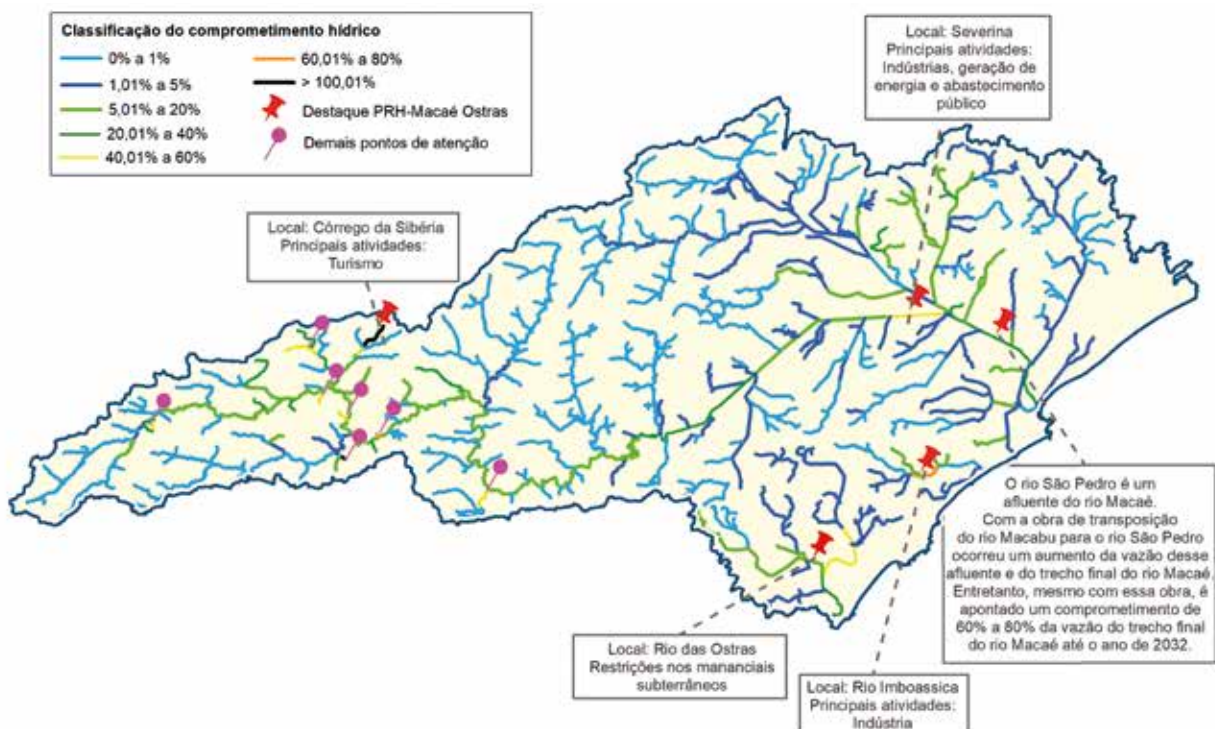 Classificação do comprometimento hídrico
0% a 1%
1,01% a 5%
5,01% a 20%
20,01% a 40%
40,01% a 60%
60,01% a 80%
> 100,01%
Destaque PRH-Macaé Ostras
Demais pontos de atenção
Local: Severina
Principais atividades:
Indústrias, geração de
energia e abastecimento
público
Local: Córrego da Sibéria
Principais atividades:
Turismo
O rio São Pedro é um
afluente do rio Macaé.
Com a obra de transposição
do rio Macabu para o rio São Pedro
ocorreu um aumento da vazão desse
afluente e do trecho final do rio Macaé.
Entretanto, mesmo com essa obra, é
apontado um comprometimento de
60% a 80% da vazão do trecho final
do rio Macaé até o ano de 2032.
Local: Rio das Ostras
Restrições nos mananciais
subterrâneos
Local: Rio Imboassica
Principais atividades:
Indústria